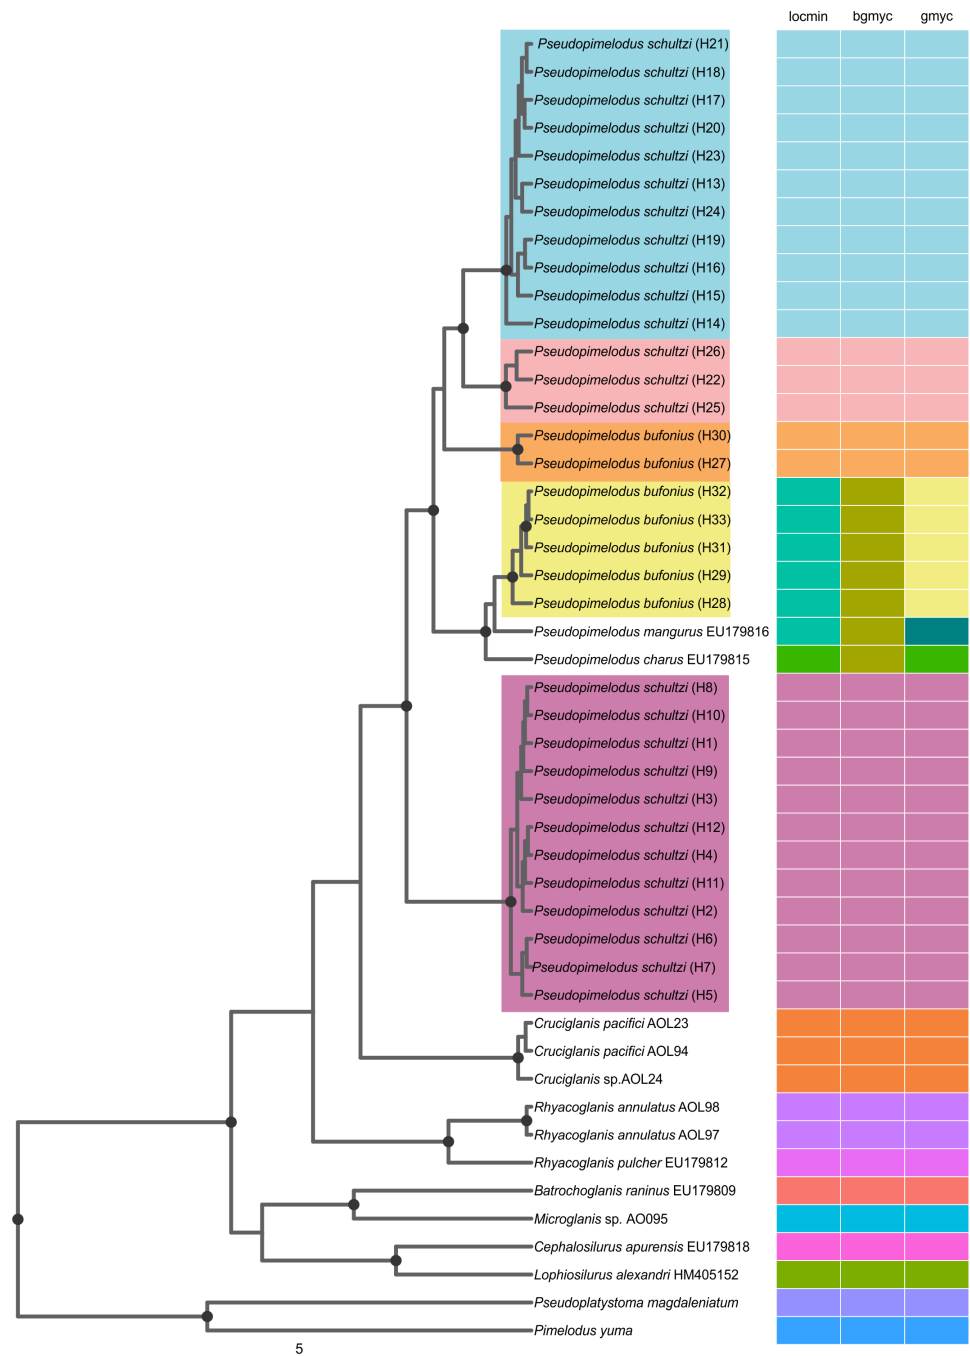 locmin bgmyc gmyc
Pseudopimelodus schultzi (H21)
Pseudopimelodus schultzi (H18)
Pseudopimelodus schultzi (H17)
Pseudopimelodus schultzi (H20)
Pseudopimelodus schultzi (H23)
Pseudopimelodus schultzi (H13)
Pseudopimelodus schultzi (H24)
Pseudopimelodus schultzi (H19)
Pseudopimelodus schultzi (H16)
Pseudopimelodus schultzi (H15)
Pseudopimelodus schultzi (H14)
Pseudopimelodus schultzi (H26)
Pseudopimelodus schultzi (H22)
Pseudopimelodus schultzi (H25)
Pseudopimelodus bufonius (H30)
Pseudopimelodus bufonius (H27)
Pseudopimelodus bufonius (H32)
Pseudopimelodus bufonius (H33)
Pseudopimelodus bufonius (H31)
Pseudopimelodus bufonius (H29)
Pseudopimelodus bufonius (H28)
Pseudopimelodus mangurus EU179816
Pseudopimelodus charus EU179815
Pseudopimelodus schultzi (H8)
Pseudopimelodus schultzi (H10)
Pseudopimelodus schultzi (H1)
Pseudopimelodus schultzi (H9)
Pseudopimelodus schultzi (H3)
Pseudopimelodus schultzi (H12)
Pseudopimelodus schultzi (H4)
Pseudopimelodus schultzi (H11)
Pseudopimelodus schultzi (H2)
Pseudopimelodus schultzi (H6)
Pseudopimelodus schultzi (H7)
Pseudopimelodus schultzi (H5)
Cruciglanis pacifici AOL23
Cruciglanis pacifici AOL94
Cruciglanis sp.AOL24
Rhyacoglanis annulatus AOL98
Rhyacoglanis annulatus AOL97
Rhyacoglanis pulcher EU179812
Batrochoglanis raninus EU179809
Microglanis sp. AO095
Cephalosilurus apurensis EU179818
Lophiosilurus alexandri HM405152
Pseudoplatystoma magdaleniatum
Pimelodus yuma
5